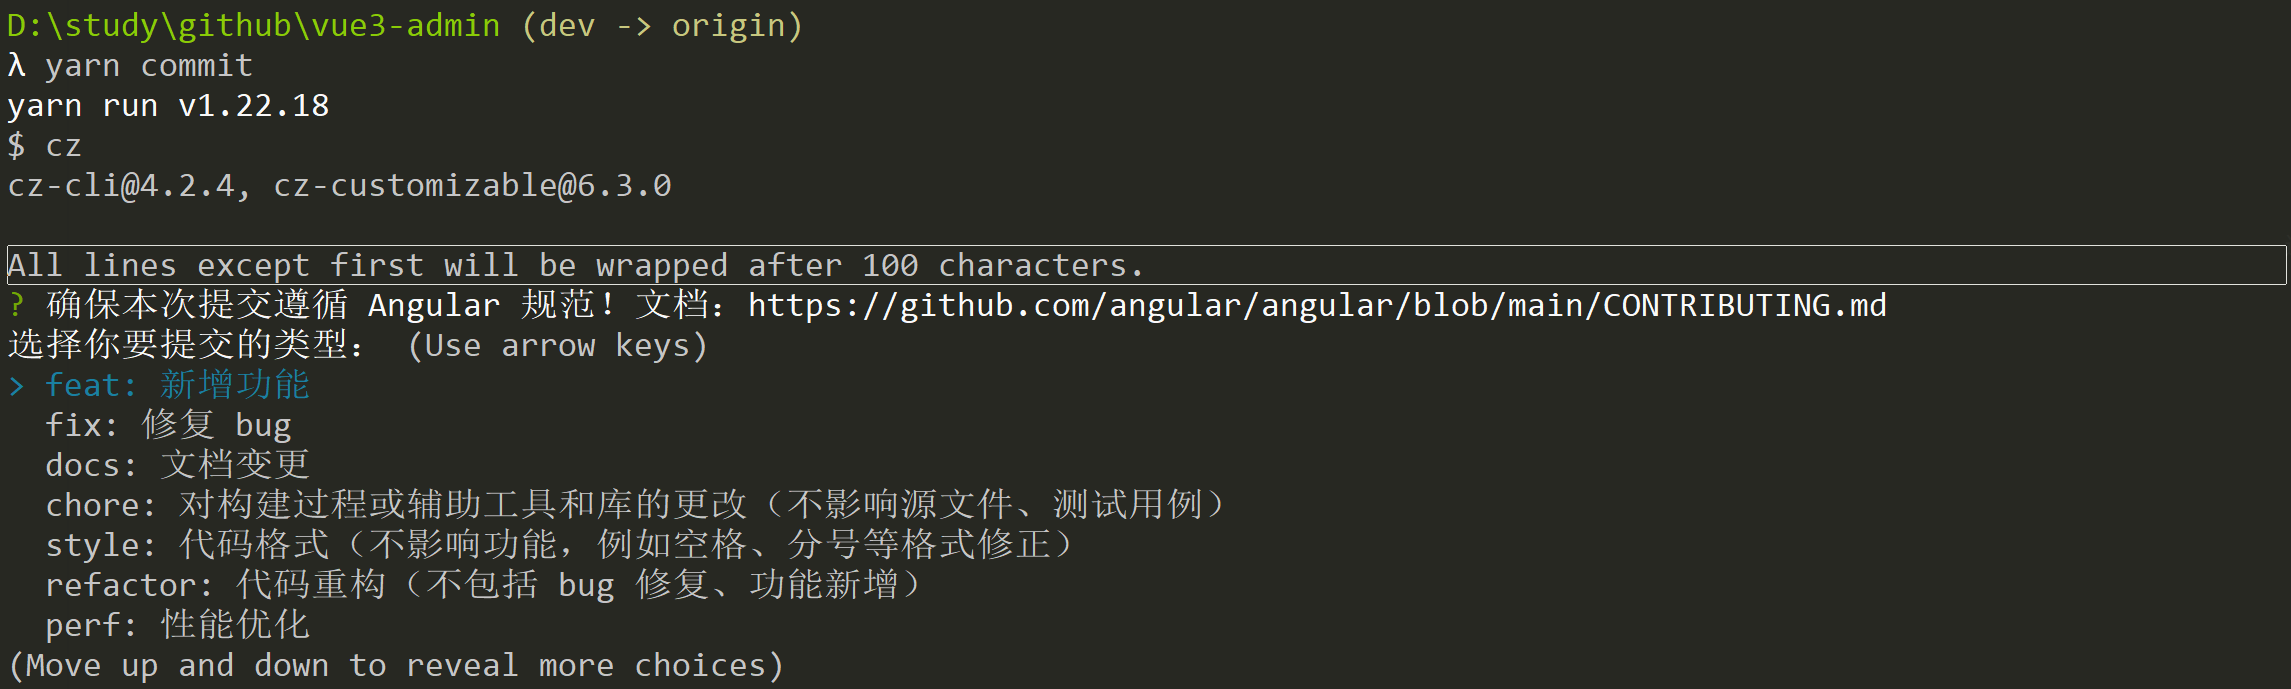 D:\study\github\vue3-admin (dev -> origin)
λ yarn commit
yarn run v1.22.18
$ cz
cz-cli@4.2.4, cz-customizable@6.3.0
All lines except first will be wrapped after 100 characters.
? 确保本次提交遵循 Angular 规范！文档：https://github.com/angular/angular/blob/main/CONTRIBUTING.md
选择你要提交的类型： (Use arrow keys)
> feat: 新增功能
fix: 修复 bug
docs: 文档变更
chore: 对构建过程或辅助工具和库的更改（不影响源文件、测试用例）
style: 代码格式（不影响功能，例如空格、分号等格式修正）
refactor: 代码重构（不包括 bug 修复、功能新增）
perf: 性能优化
(Move up and down to reveal more choices)